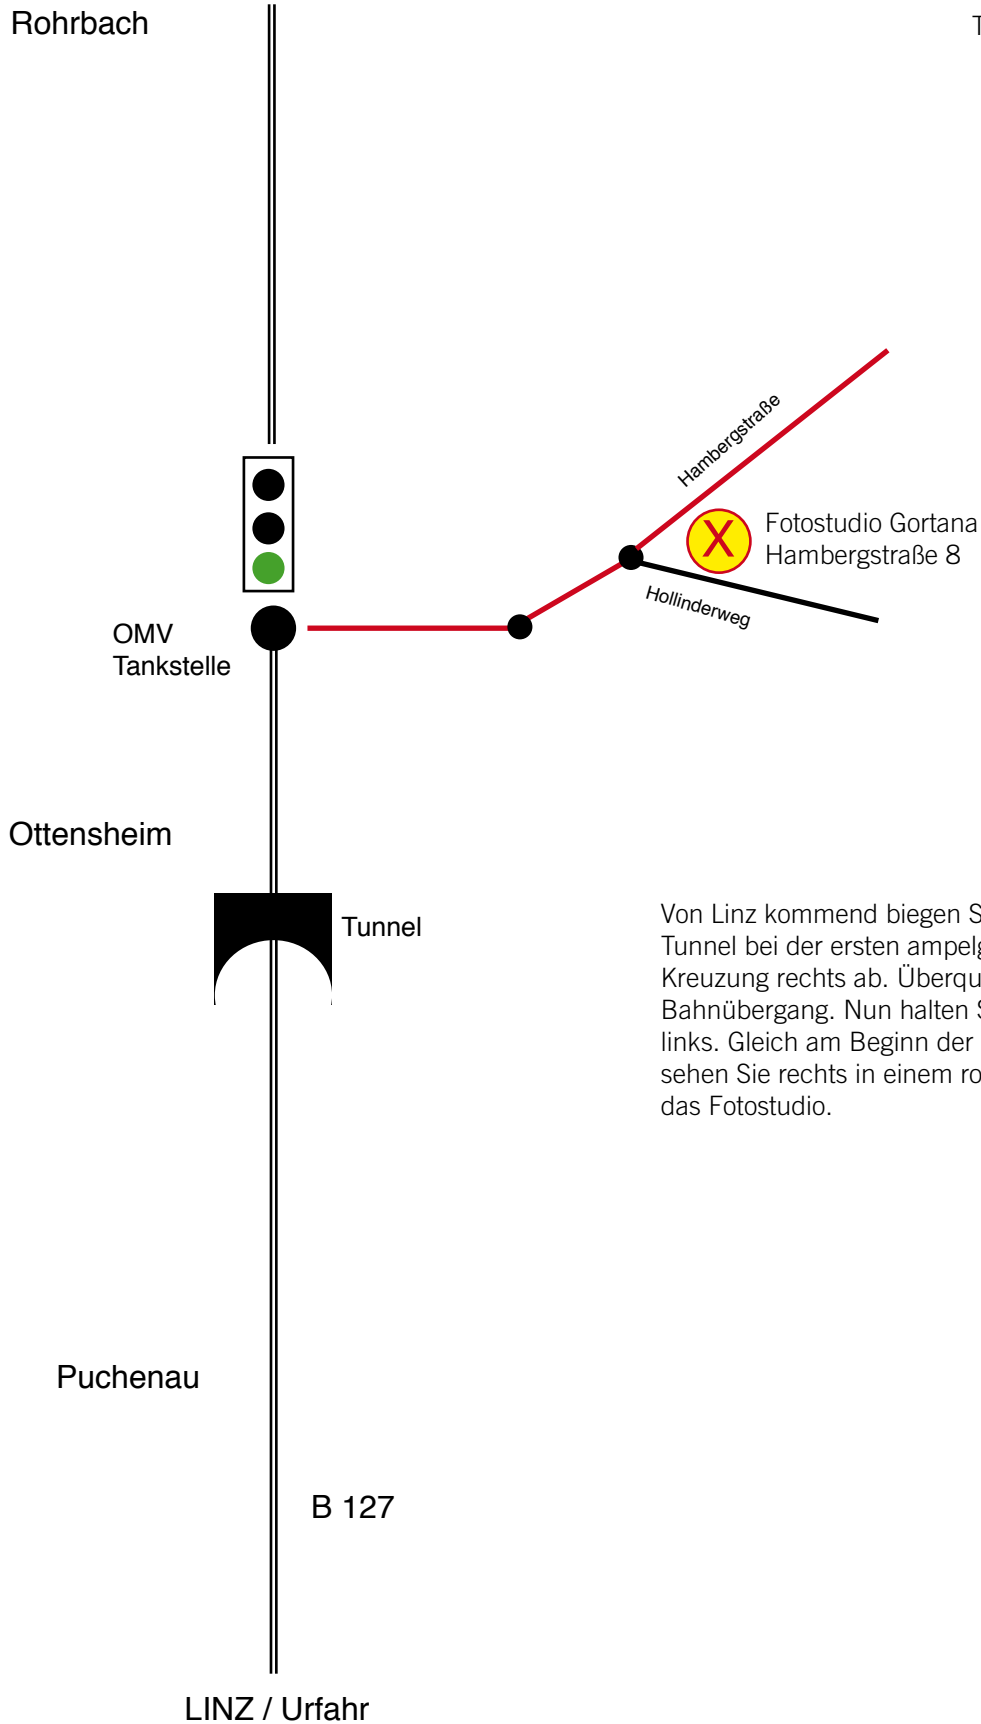 Rohrbach
Hambergstraße
Fotostudio Gortana
Hambergstraße 8
X
Hollinderweg
OMV
Tankstelle
Ottensheim
Tunnel
Von Linz kommend biegen
Tunnel bei der ersten
Kreuzung rechts ab.
Bahnübergang. Nun halten
links. Gleich am Beginn der
sehen Sie rechts in einem
das Fotostudio.
Puchenau
B 127
LINZ / Urfahr